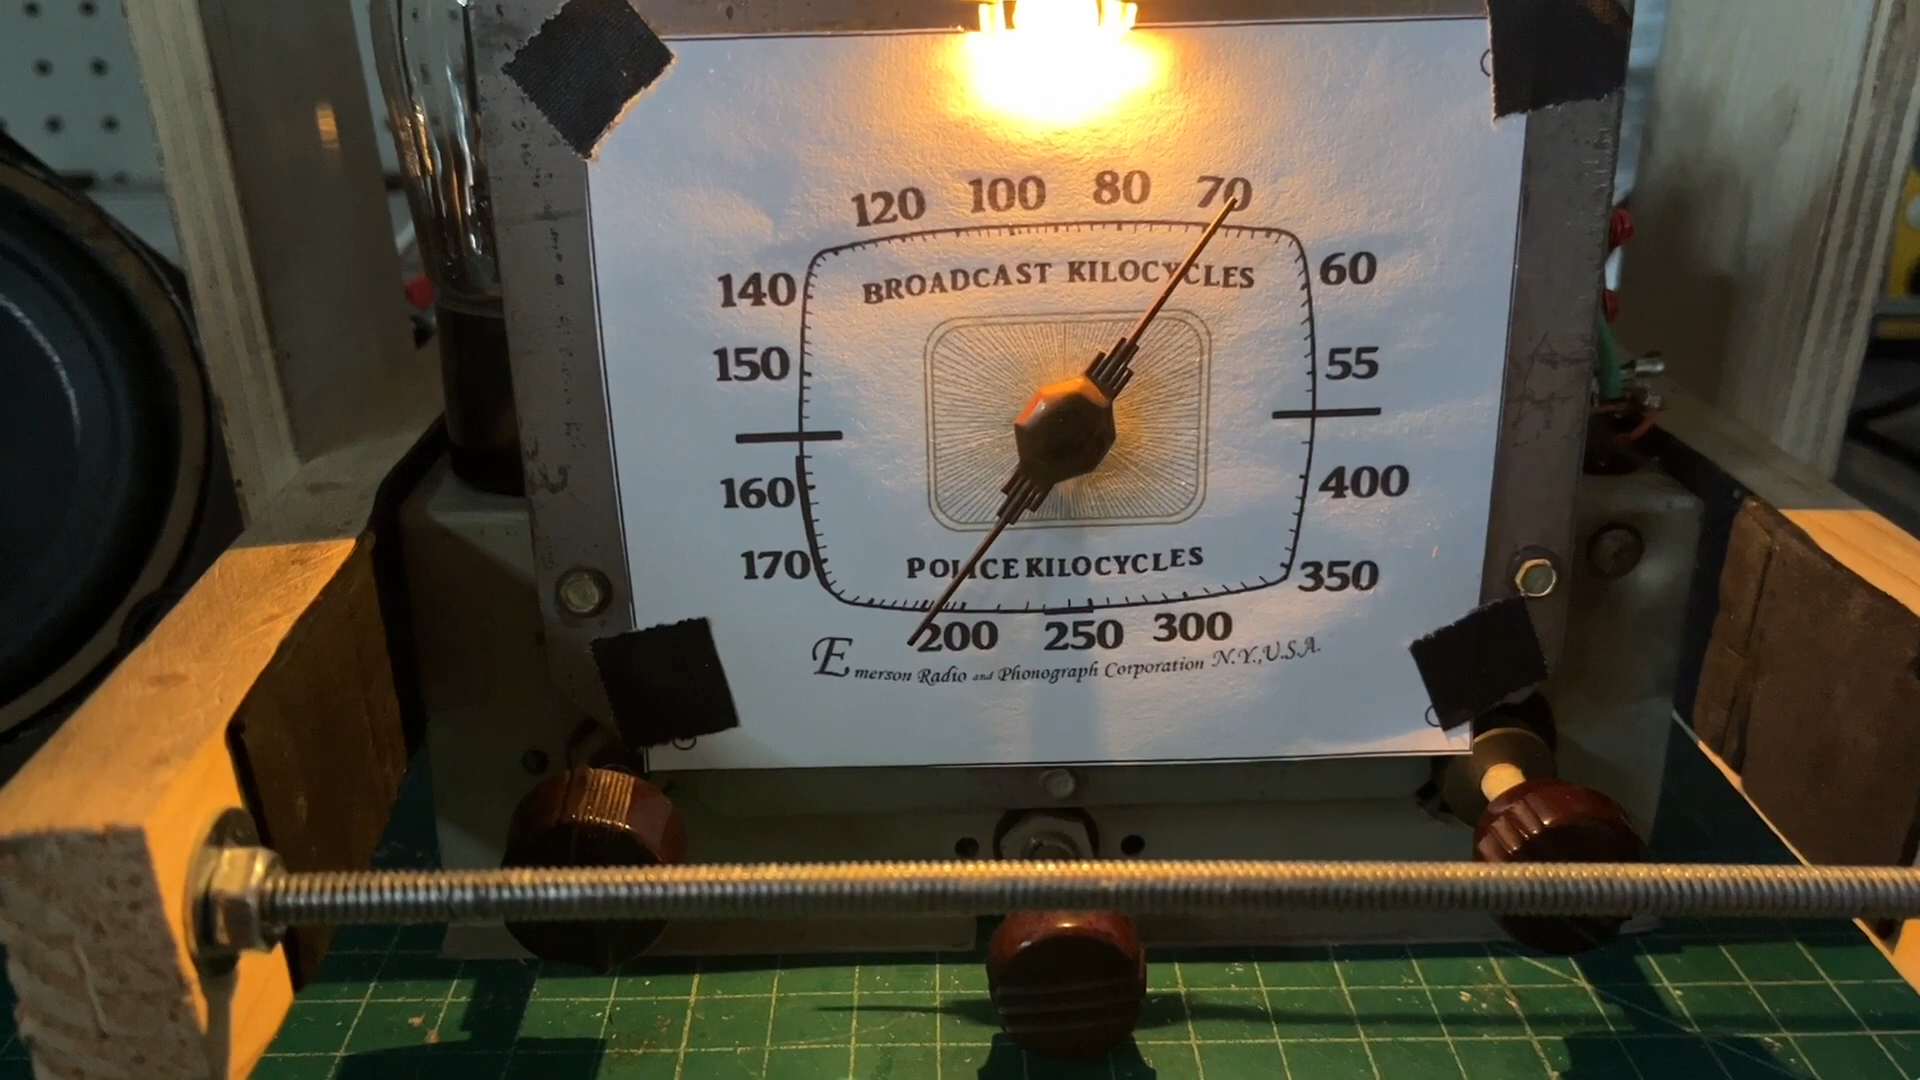 120 100 80 70
140 60
BROADCAST KILOCYCLES
150 55
160 400
170 350
POLICE KILOCYCLES
200 250 300
Emerson Radio and Phonograph Corporation N.Y., U.S.A.